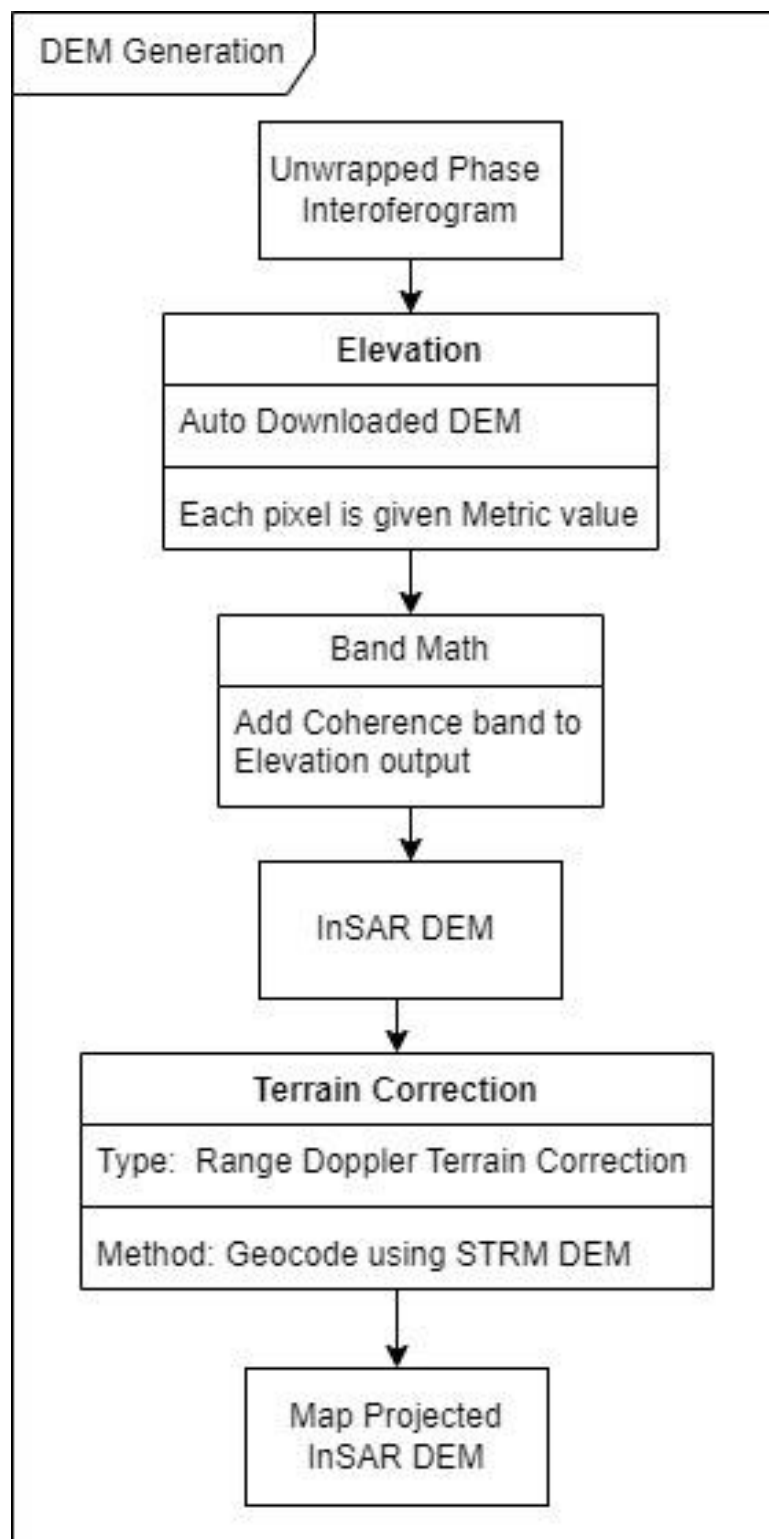 DEM Generation
Unwrapped Phase
Interoferogram
Elevation
Auto Downloaded DEM
Each pixel is given Metric value
Band Math
Add Coherence band to
Elevation output
InSAR DEM
Terrain Correction
Type: Range Doppler Terrain Correction
Method: Geocode using STRM DEM
Map Projected
InSAR DEM